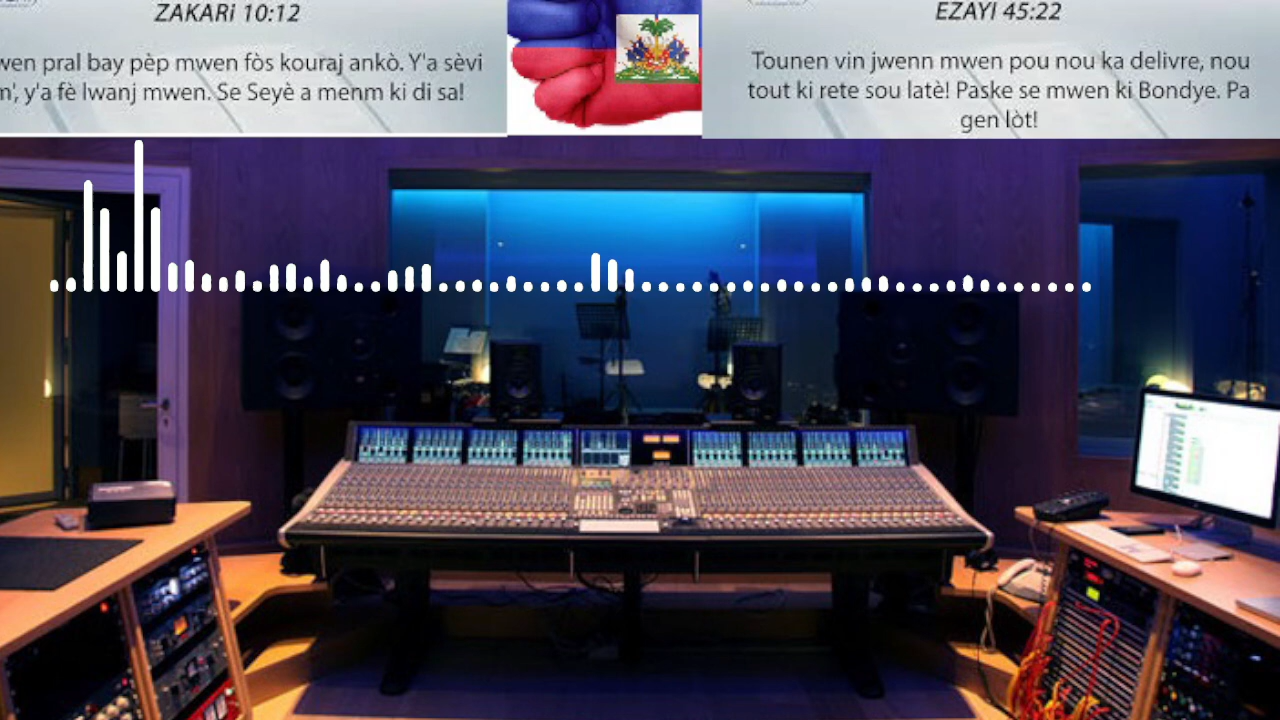 ZAKARi 10:12
pral bay pèp mwen fòs kouraj ankò. Y'a sèvi
m', y'a fè lwanj mwen. Se Seyè a menm ki di sa!
EZAYI 45:22
Tounen vin jwenn mwen pou nou ka delivre, nou
tout ki rete sou latè! Paske se mwen ki Bondye. Pa
gen lòt!